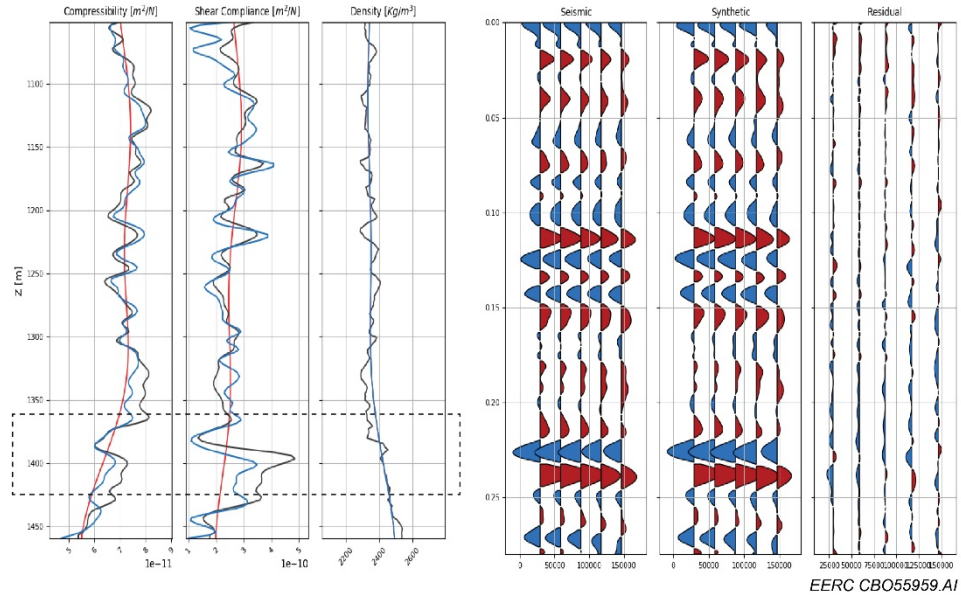 Compressibility [m²/N]
Shear Compliance [m²/N]
Density [Kg/m³]
Seismic
Synthetic
Residual
z [m]
1100
1150
1200
1250
1300
1350
1400
1450
5 6 7 8 9
1e-11
1 2 3 4 5
1e-10
2200 2400 2600
0.00
0.05
0.10
0.15
0.20
0.25
0 50000 100000 150000
0 50000 100000 150000
25000 50000 75000 100000 125000 150000
EERC CBO55959.AI